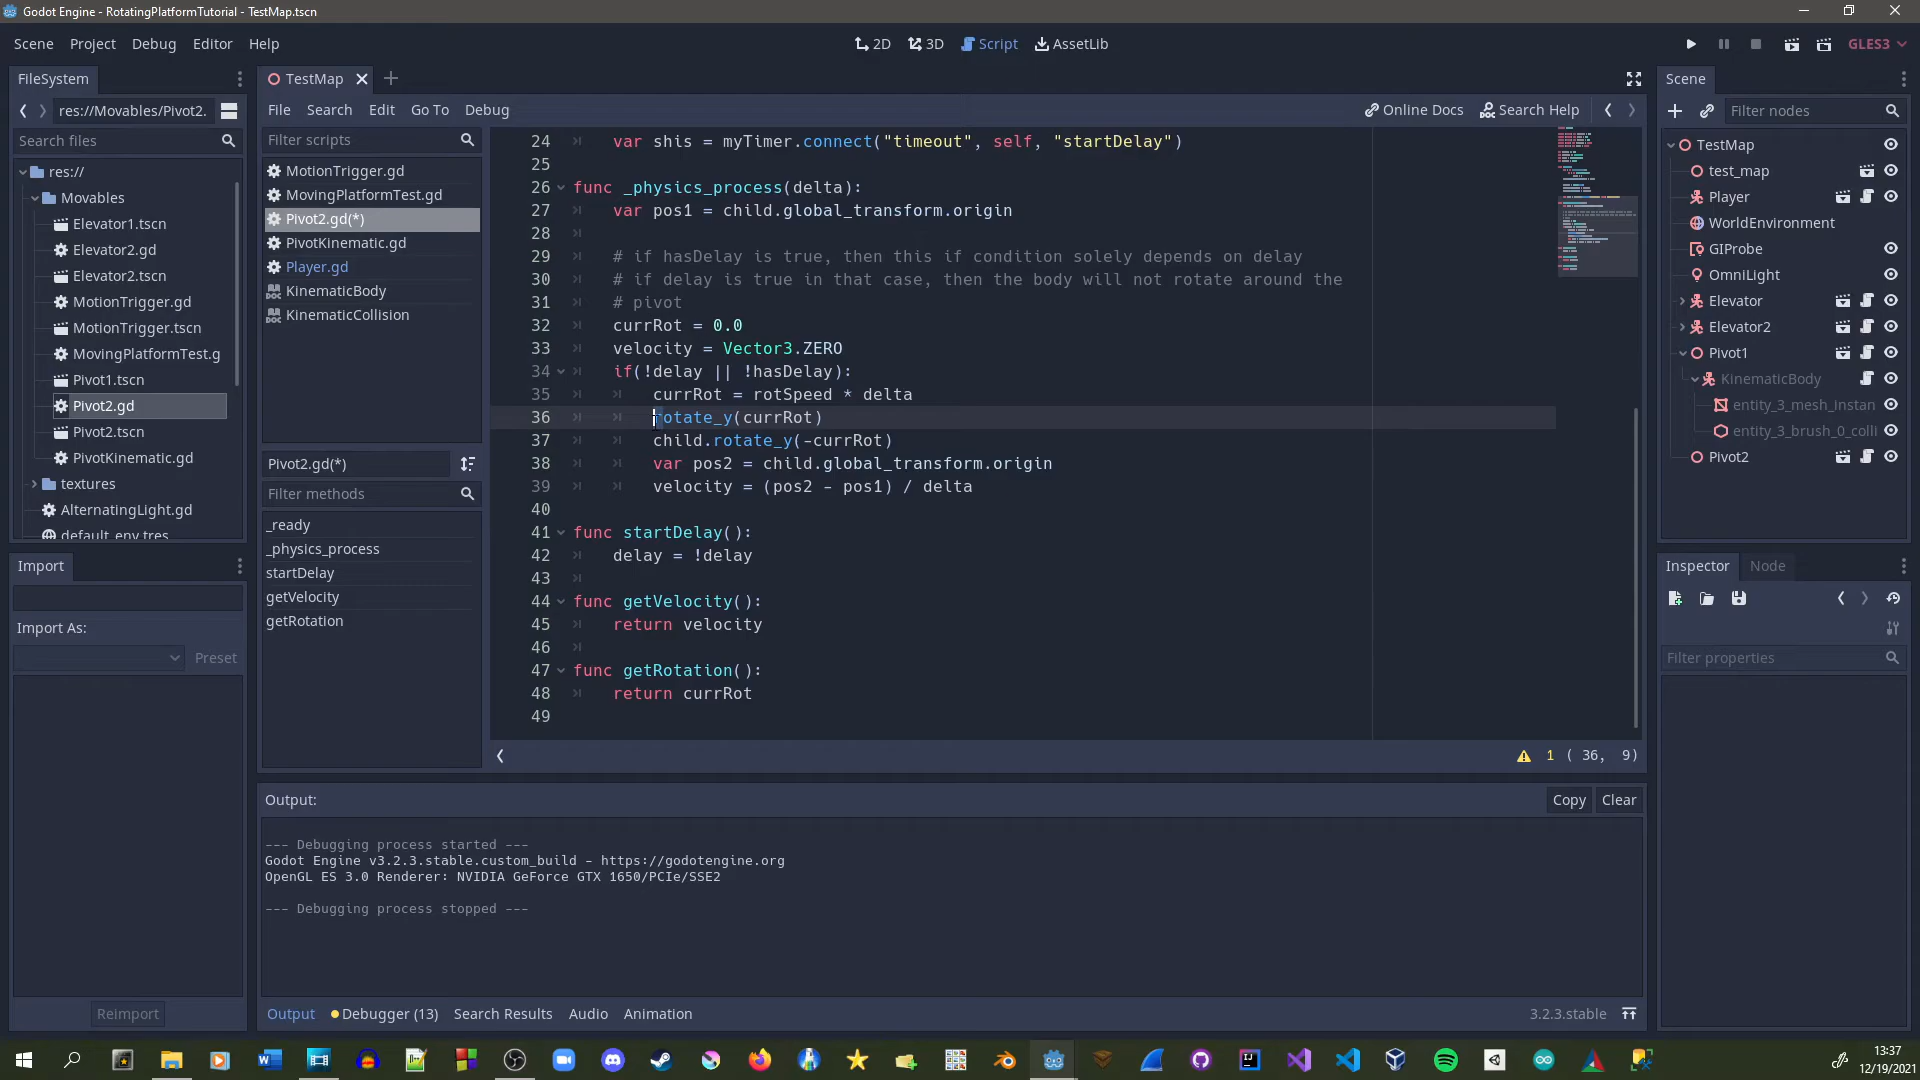 Godot Engine - RotatingPlatformTutorial - TestMap.tscn
Scene Project Debug Editor Help
2D 3D Script AssetLib
GLES3
FileSystem
res://Movables/Pivot2.
Search files
res://
Movables
Elevator1.tscn
Elevator2.gd
Elevator2.tscn
MotionTrigger.gd
MotionTrigger.tscn
MovingPlatformTest.g
Pivot1.tscn
Pivot2.gd
Pivot2.tscn
PivotKinematic.gd
textures
AlternatingLight.gd
default_env.tres
Import
Import As:
Preset
Reimport
TestMap
File Search Edit Go To Debug
Online Docs Search Help
Filter scripts
MotionTrigger.gd
MovingPlatformTest.gd
Pivot2.gd(*)
PivotKinematic.gd
Player.gd
KinematicBody
KinematicCollision
Pivot2.gd(*)
Filter methods
_ready
_physics_process
startDelay
getVelocity
getRotation
24 var shis = myTimer.connect("timeout", self, "startDelay")
25
26 func _physics_process(delta):
27 var pos1 = child.global_transform.origin
28
29 # if hasDelay is true, then this if condition solely depends on delay
30 # if delay is true in that case, then the body will not rotate around the
31 # pivot
32 currRot = 0.0
33 velocity = Vector3.ZERO
34 if(!delay || !hasDelay):
35 currRot = rotSpeed * delta
36 rotate_y(currRot)
37 child.rotate_y(-currRot)
38 var pos2 = child.global_transform.origin
39 velocity = (pos2 - pos1) / delta
40
41 func startDelay():
42 delay = !delay
43
44 func getVelocity():
45 return velocity
46
47 func getRotation():
48 return currRot
49
1 ( 36, 9)
Output:
Copy Clear
--- Debugging process started ---
Godot Engine v3.2.3.stable.custom_build - https://godotengine.org
OpenGL ES 3.0 Renderer: NVIDIA GeForce GTX 1650/PCIe/SSE2
--- Debugging process stopped ---
Output Debugger (13) Search Results Audio Animation
3.2.3.stable
Scene
Filter nodes
TestMap
test_map
Player
WorldEnvironment
GIProbe
OmniLight
Elevator
Elevator2
Pivot1
KinematicBody
entity_3_mesh_instan
entity_3_brush_0_colli
Pivot2
Inspector Node
Filter properties
13:37
12/19/2021